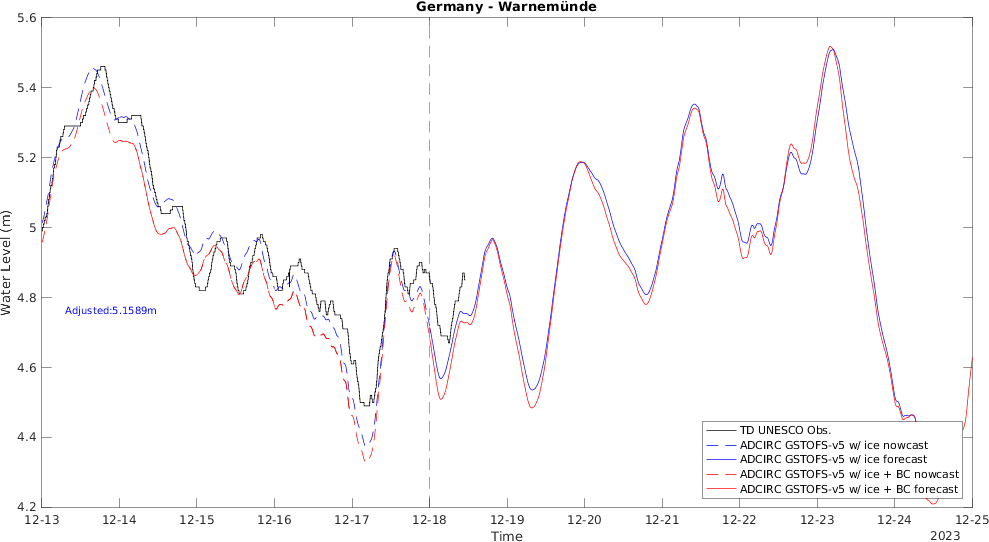 Germany - Warnemünde
5.6
5.4
5.2
5
4.8
4.6
4.4
4.2
Water Level (m)
Adjusted:5.1589m
TD UNESCO Obs.
ADCIRC GSTOFS-v5 w/ ice nowcast
ADCIRC GSTOFS-v5 w/ ice forecast
ADCIRC GSTOFS-v5 w/ ice + BC nowcast
ADCIRC GSTOFS-v5 w/ ice + BC forecast
12-13 12-14 12-15 12-16 12-17 12-18 12-19 12-20 12-21 12-22 12-23 12-24 12-25
Time
2023